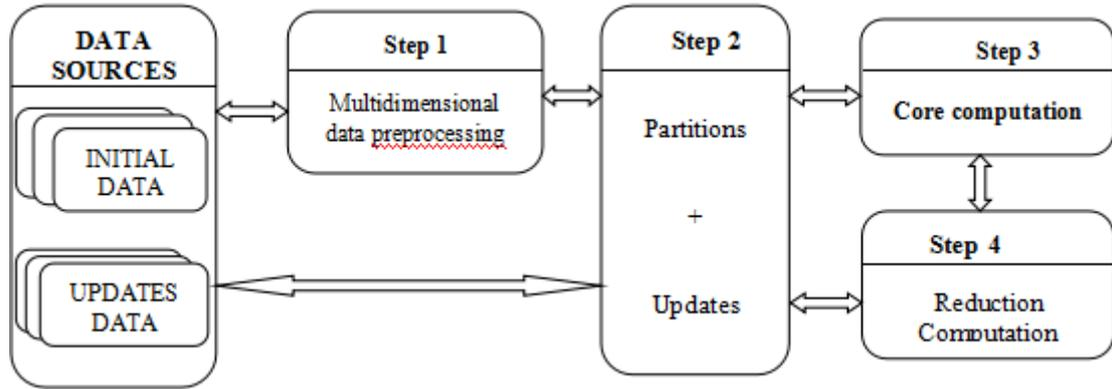 DATA
SOURCES
INITIAL
DATA
UPDATES
DATA
Step 1
Multidimensional
data preprocessing
Step 2
Partitions
+
Updates
Step 3
Core computation
Step 4
Reduction
Computation